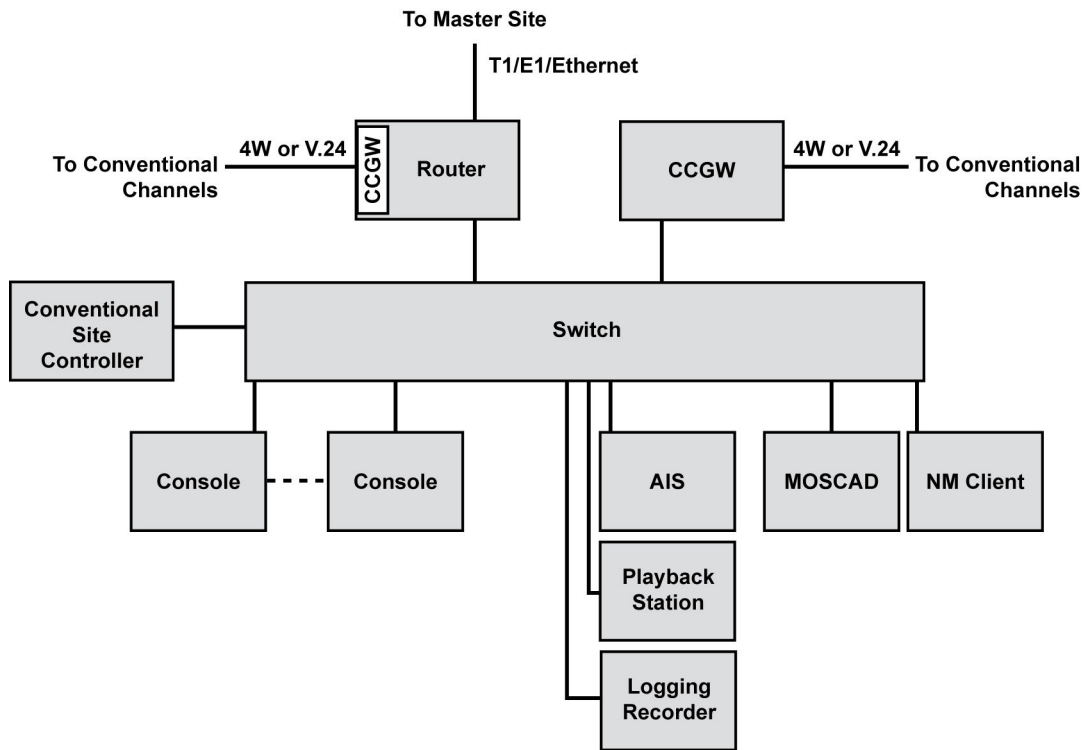 To Master Site
T1/E1/Ethernet
4W or V.24
To Conventional
Channels
CCGW
Router
CCGW
4W or V.24
To Conventional
Channels
Conventional
Site
Controller
Switch
Console
Console
AIS
MOSCAD
NM Client
Playback
Station
Logging
Recorder